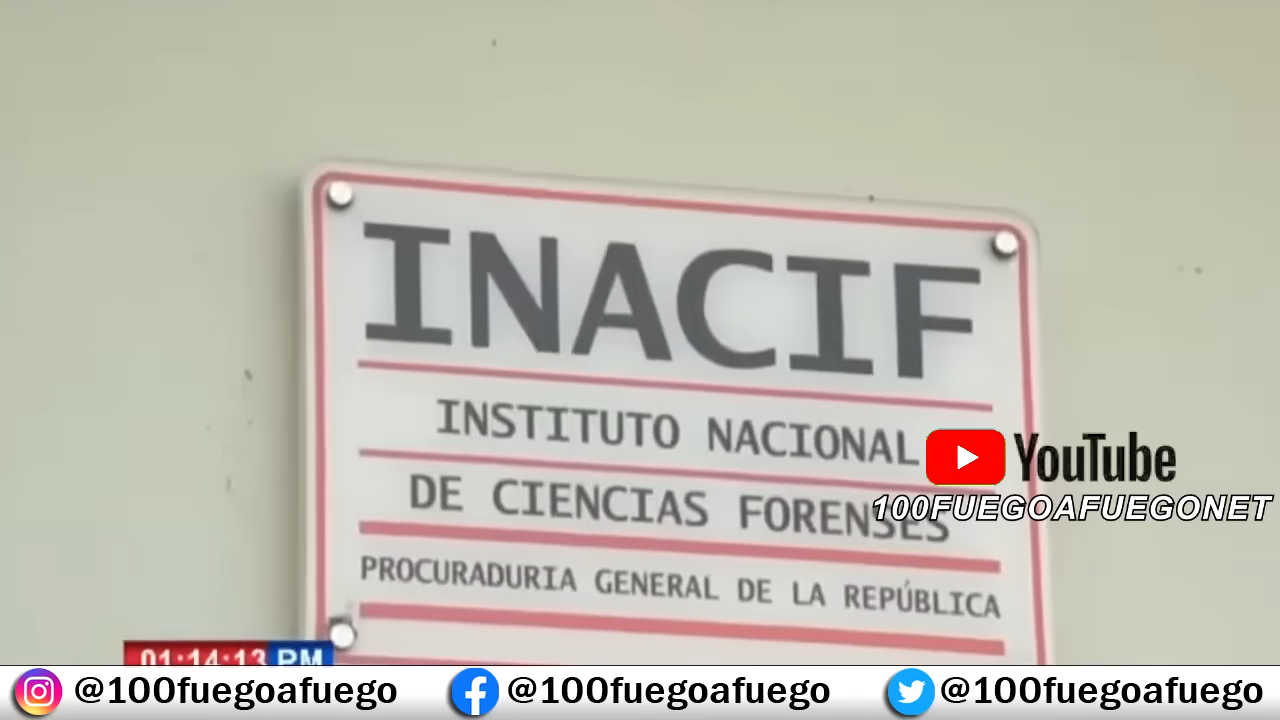 INACIF
INSTITUTO NACIONAL
DE CIENCIAS FORENSES
PROCURADURIA GENERAL DE LA REPÚBLICA
YouTube
100FUEGOAFUEGONET
01:14:13 PM
@100fuegoafuego
@100fuegoafuego
@100fuegoafuego